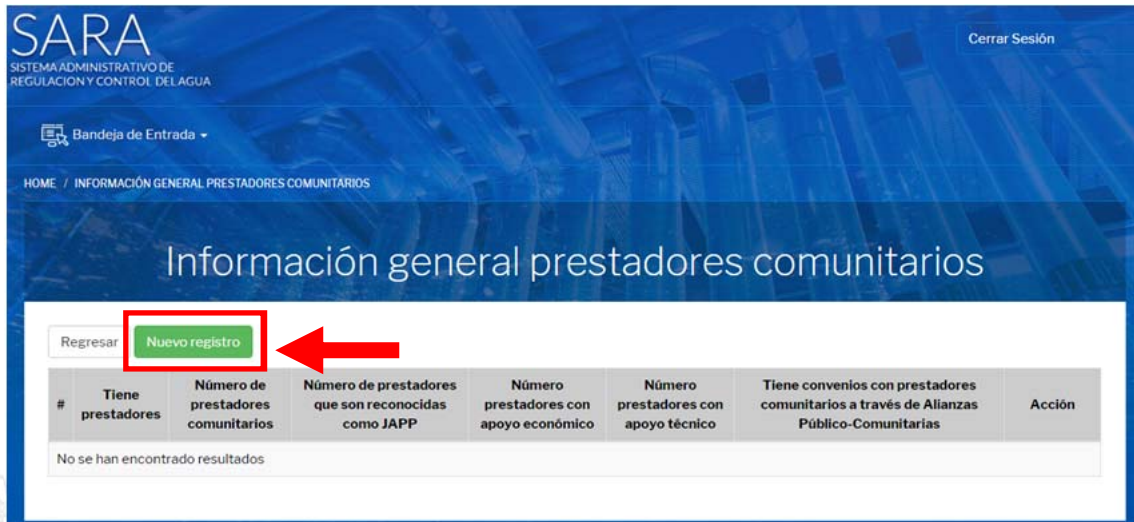 SARA
Cerrar Sesión
SISTEMA ADMINISTRATIVO DE
REGULACION Y CONTROL DEL AGUA
Bandeja de Entrada
HOME / INFORMACIÓN GENERAL PRESTADORES COMUNITARIOS
Información general prestadores comunitarios
Regresar Nuevo registro
# Tiene prestadores Número de prestadores comunitarios Número de prestadores que son reconocidas como JAPP Número prestadores con apoyo económico Número prestadores con apoyo técnico Tiene convenios con prestadores comunitarios a través de Alianzas Público-Comunitarias Acción
No se han encontrado resultados